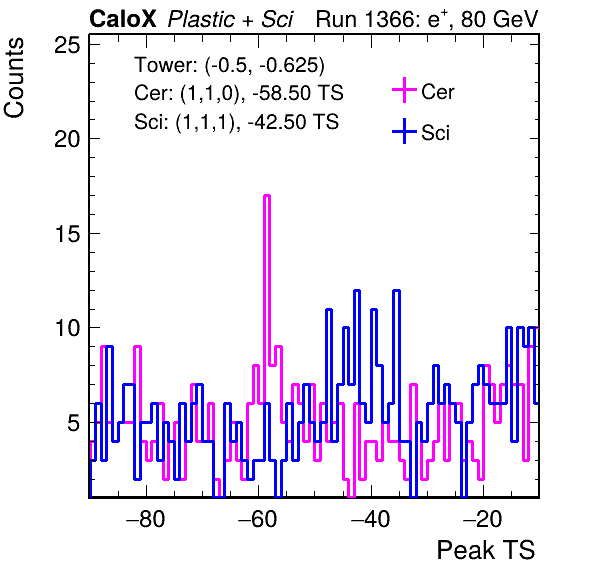 CaloX Plastic + Sci Run 1366: e+, 80 GeV
Counts
25
20
15
10
5
Tower: (-0.5, -0.625)
Cer: (1,1,0), -58.50 TS
Sci: (1,1,1), -42.50 TS
Cer
Sci
−80 −60 −40 −20
Peak TS